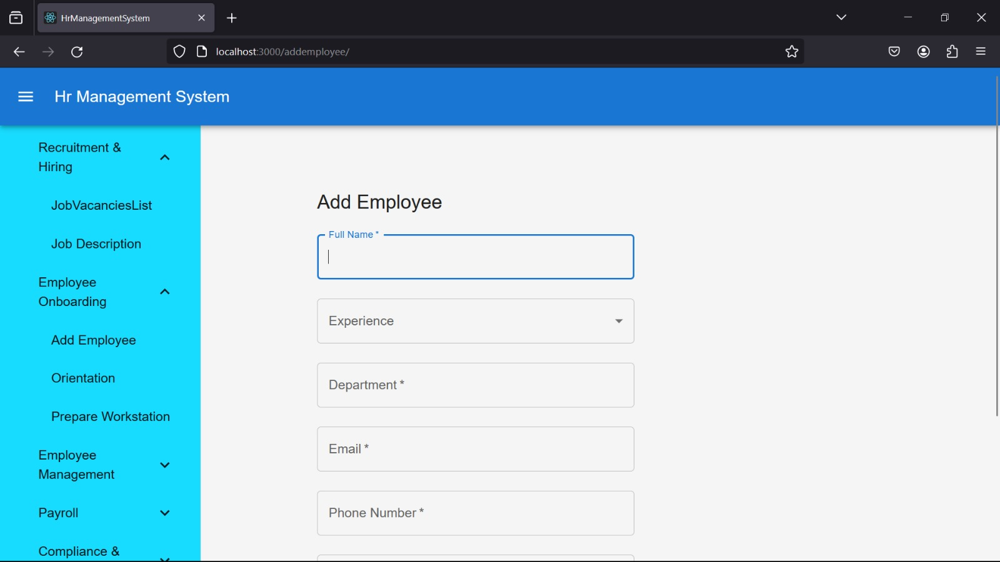 HrManagementSystem
localhost:3000/addemployee/
Hr Management System
Recruitment &
Hiring
JobVacanciesList
Job Description
Employee
Onboarding
Add Employee
Orientation
Prepare Workstation
Employee
Management
Payroll
Compliance &
Add Employee
Full Name *
Experience
Department *
Email *
Phone Number *